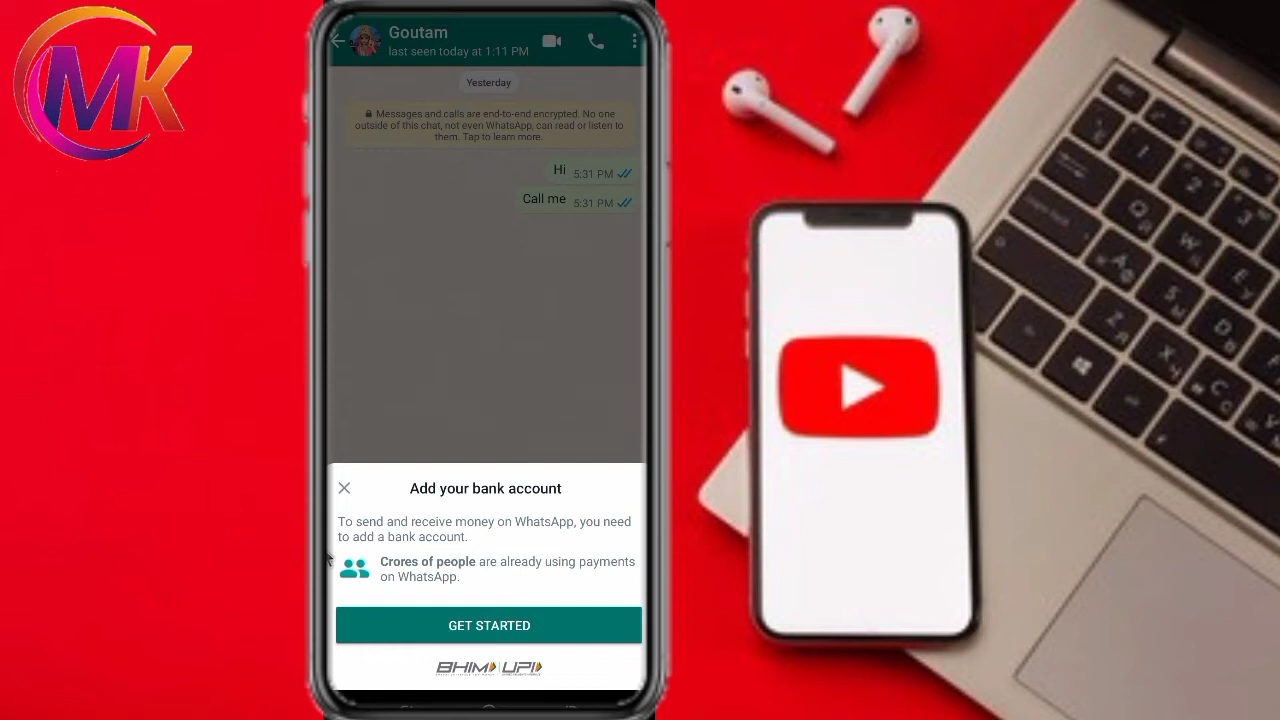 MK
Goutam
last seen today at 1:11 PM
Yesterday
Messages and calls are end-to-end encrypted. No one
outside of this chat, not even WhatsApp, can read or listen to
them. Tap to learn more.
Hi 5:31 PM
Call me 5:31 PM
Add your bank account
To send and receive money on WhatsApp, you need
to add a bank account.
Crores of people are already using payments
on WhatsApp.
GET STARTED
BHIM UPI